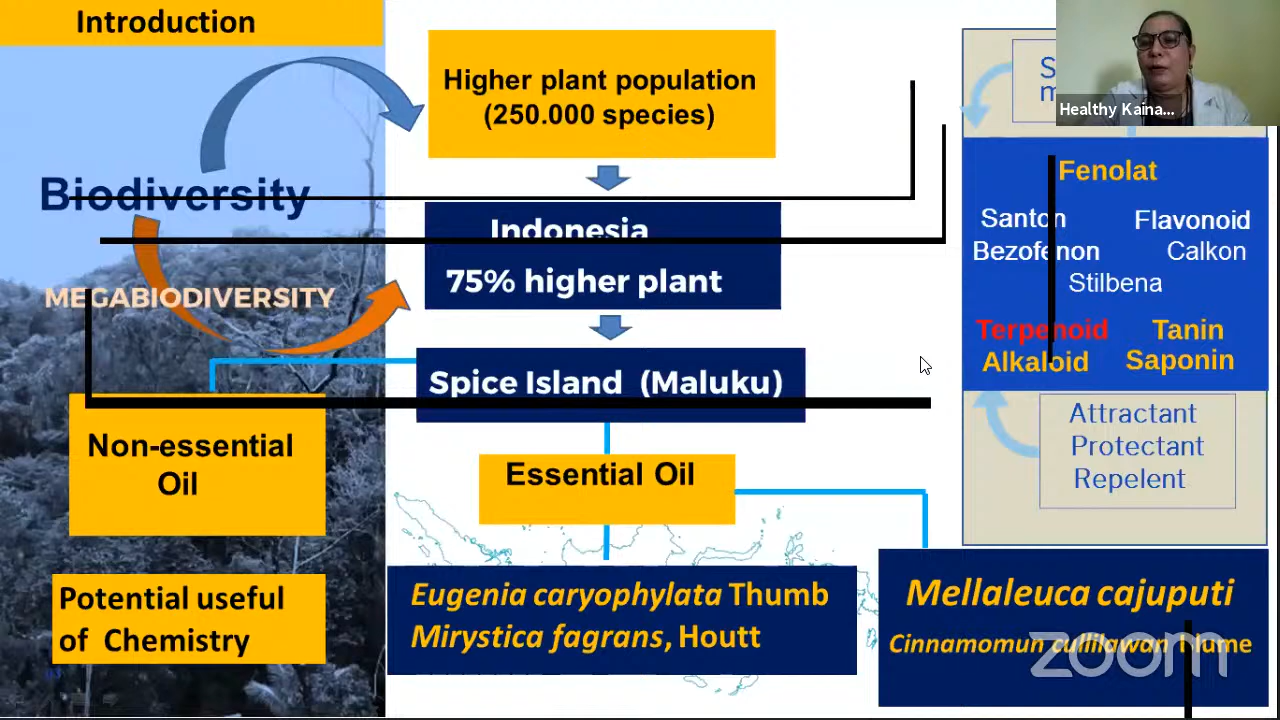 Introduction
Higher plant population
(250.000 species)
Biodiversity
MEGABIODIVERSITY
Indonesia
75% higher plant
Spice Island (Maluku)
Non-essential
Oil
Essential Oil
Potential useful
of Chemistry
Eugenia caryophylata Thumb
Mirystica fagrans, Houtt
Mellaleuca cajuputi
Cinnamomun cullilawan
zoom
Healthy Kaina...
Fenolat
Santon Flavonoid
Bezofenon Calkon
Stilbena
Terpenoid Tanin
Alkaloid Saponin
Attractant
Protectant
Repelent